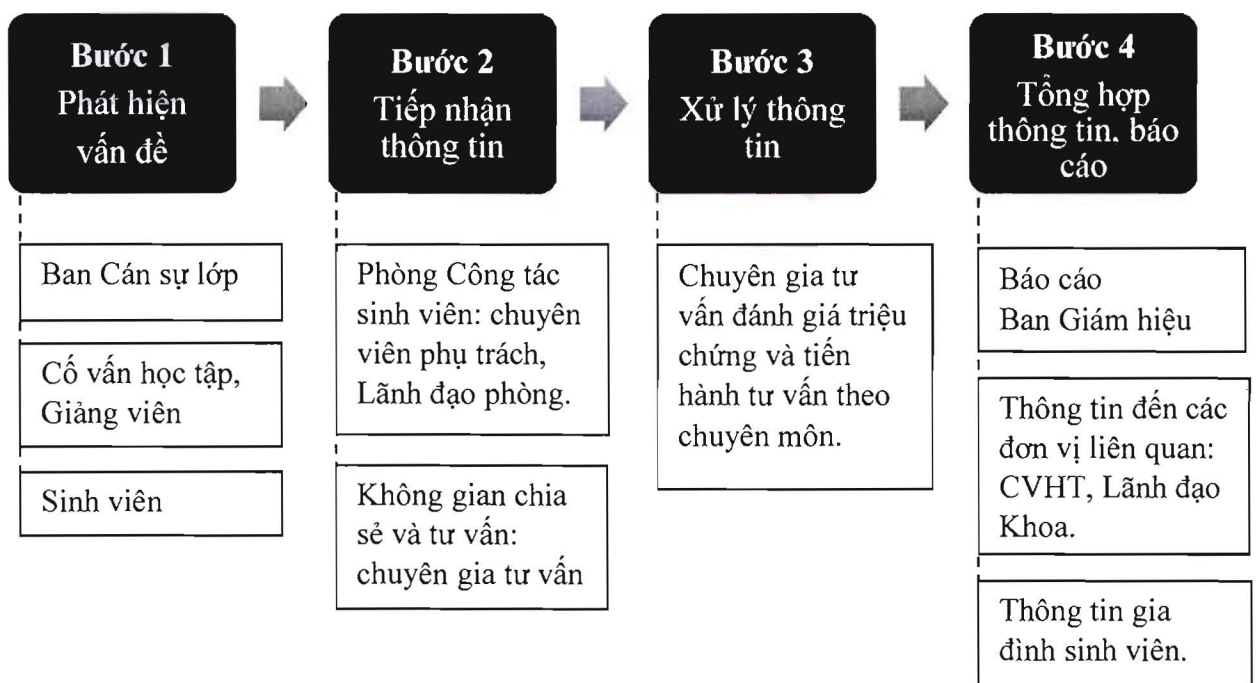 Bước 1
Phát hiện
vấn đề
Bước 2
Tiếp nhận
thông tin
Bước 3
Xử lý thông
tin
Bước 4
Tổng hợp
thông tin, báo
cáo
Ban Cán sự lớp
Cố vấn học tập,
Giảng viên
Sinh viên
Phòng Công tác
sinh viên: chuyên
viên phụ trách,
Lãnh đạo phòng.
Không gian chia
sẻ và tư vấn:
chuyên gia tư vấn
Chuyên gia tư
vấn đánh giá triệu
chứng và tiến
hành tư vấn theo
chuyên môn.
Báo cáo
Ban Giám hiệu
Thông tin đến các
đơn vị liên quan:
CVHT, Lãnh đạo
Khoa.
Thông tin gia
đình sinh viên.